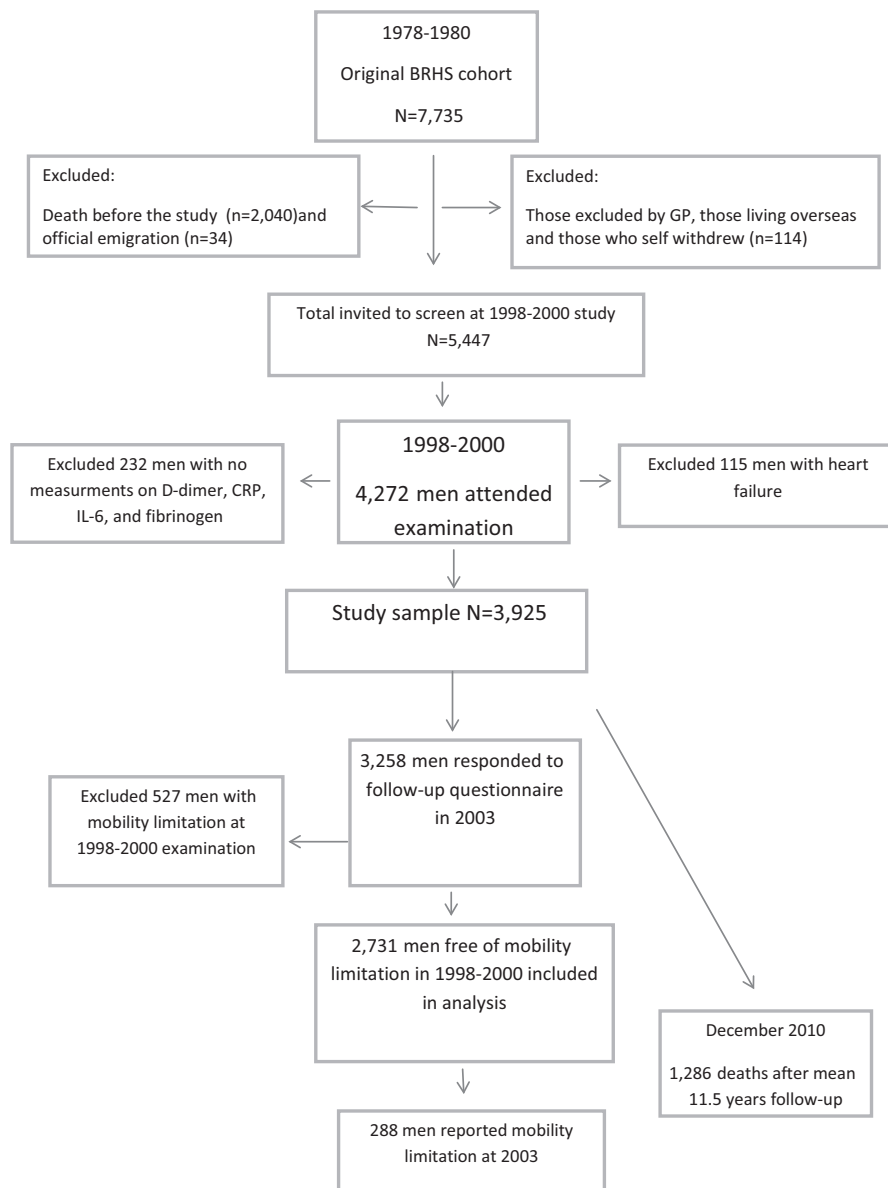 1978-1980
Original BRHS cohort
N=7,735
Excluded:
Death before the study (n=2,040)and
official emigration (n=34)
Excluded:
Those excluded by GP, those living overseas
and those who self withdrew (n=114)
Total invited to screen at 1998-2000 study
N=5,447
Excluded 232 men with no
measurments on D-dimer, CRP,
IL-6, and fibrinogen
1998-2000
4,272 men attended
examination
Excluded 115 men with heart
failure
Study sample N=3,925
3,258 men responded to
follow-up questionnaire
in 2003
Excluded 527 men with
mobility limitation at
1998-2000 examination
2,731 men free of mobility
limitation in 1998-2000 included
in analysis
December 2010
1,286 deaths after mean
11.5 years follow-up
288 men reported mobility
limitation at 2003